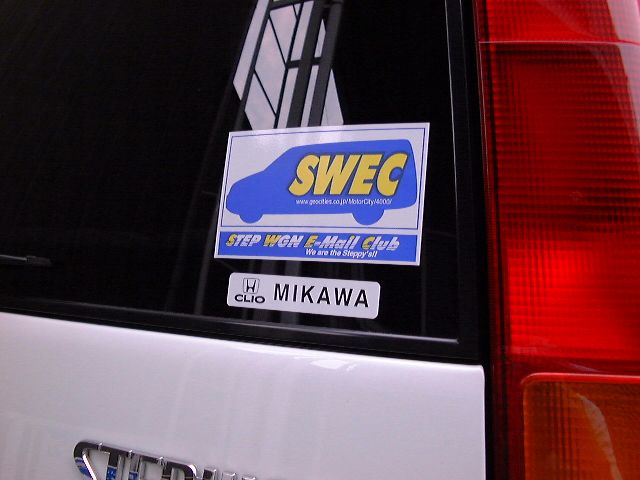 SWEC
www.geocities.co.jp/MotorCity/4000/
STEP WGN E-Mail Club
We are the Steppy'all
CLIO MIKAWA